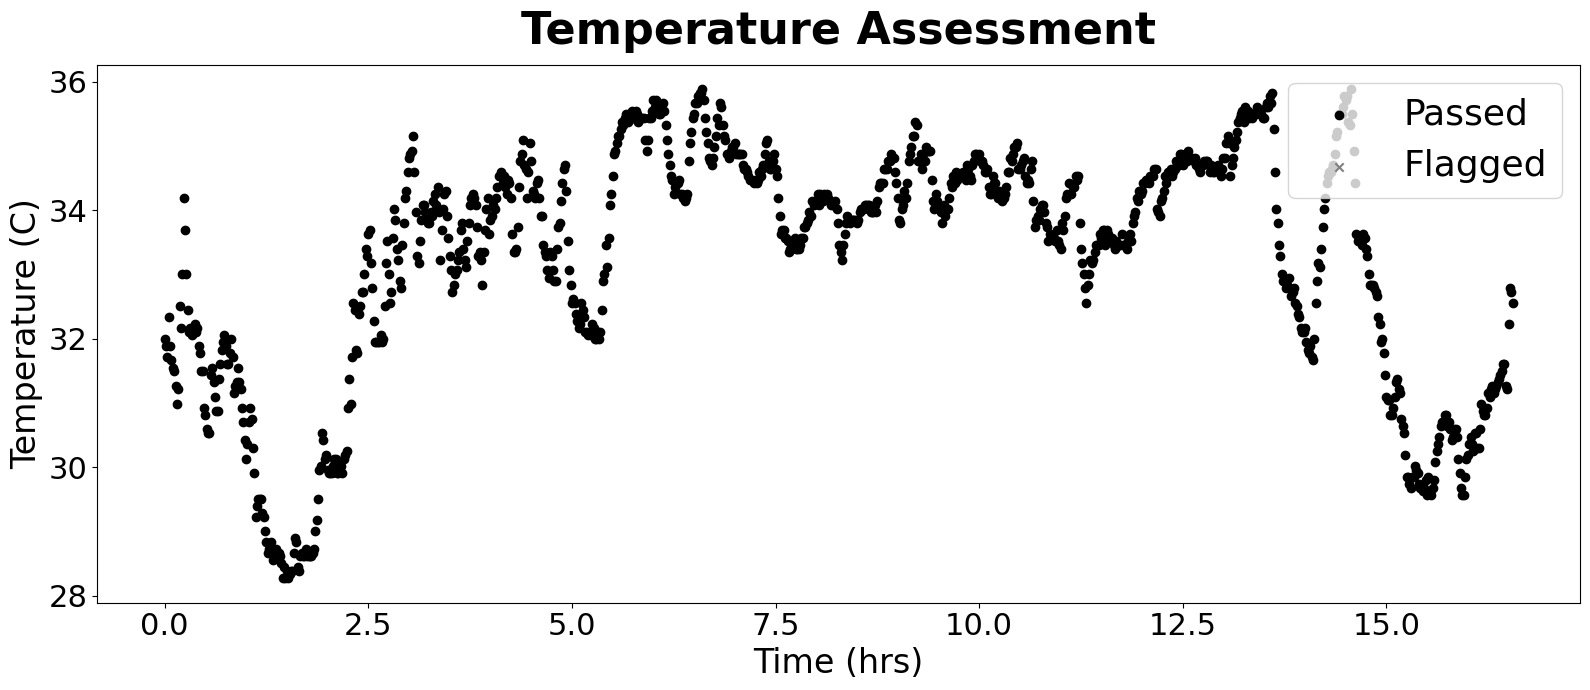 Temperature Assessment
36
34
32
30
28
Temperature (C)
Passed
Flagged
0.0 2.5 5.0 7.5 10.0 12.5 15.0
Time (hrs)